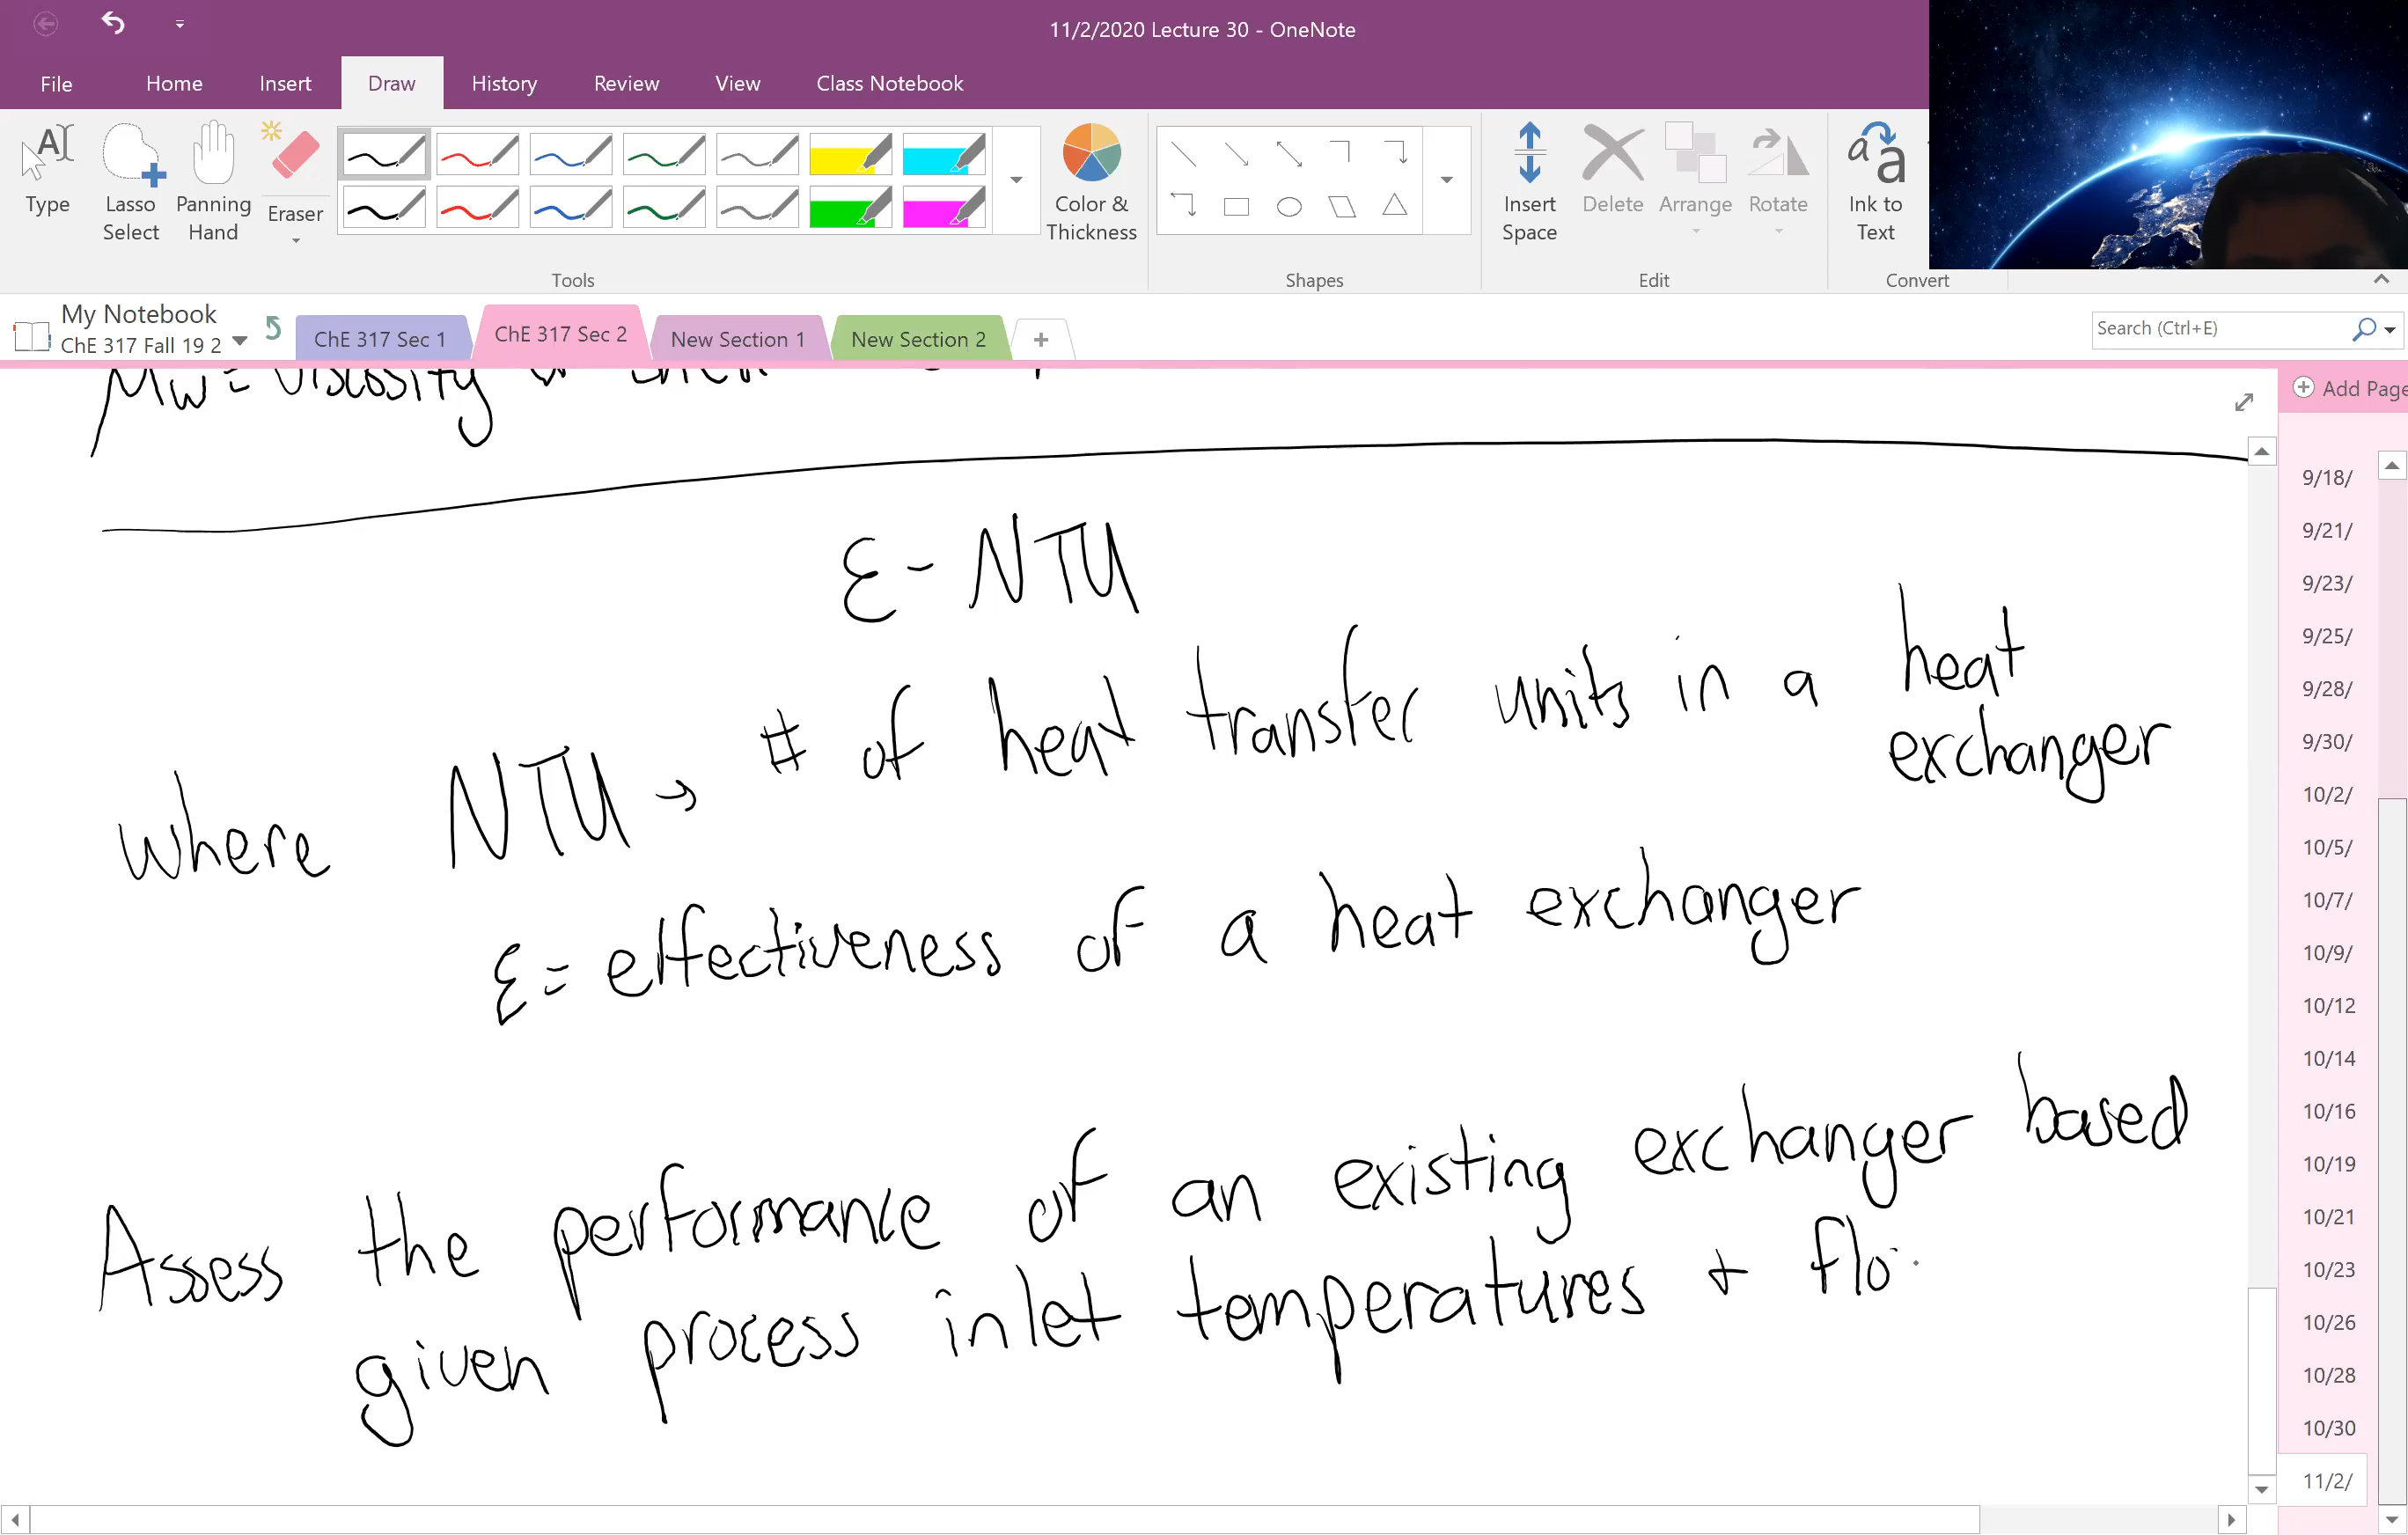 11/2/2020 Lecture 30 - OneNote
File Home Insert Draw History Review View Class Notebook
Type
Lasso Select
Panning Hand
Eraser
Color & Thickness
Insert Space
Delete
Arrange
Rotate
Ink to Text
Tools Shapes Edit Convert
My Notebook
ChE 317 Fall 19 2
ChE 317 Sec 1 ChE 317 Sec 2 New Section 1 New Section 2 +
Search (Ctrl+E)
Add Page
μw = viscosity
ε - NTU
where NTU → # of heat transfer units in a heat exchanger
ε = effectiveness of a heat exchanger
Assess the performance of an existing exchanger based
given process inlet temperatures + flo
9/18/
9/21/
9/23/
9/25/
9/28/
9/30/
10/2/
10/5/
10/7/
10/9/
10/12
10/14
10/16
10/19
10/21
10/23
10/26
10/28
10/30
11/2/